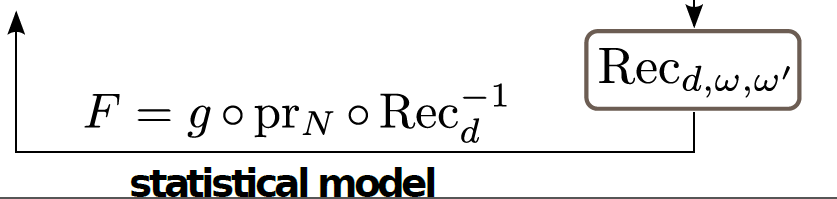 Rec_{d,ω,ω′}
F = g ∘ pr_N ∘ Rec_d^{-1}
statistical model